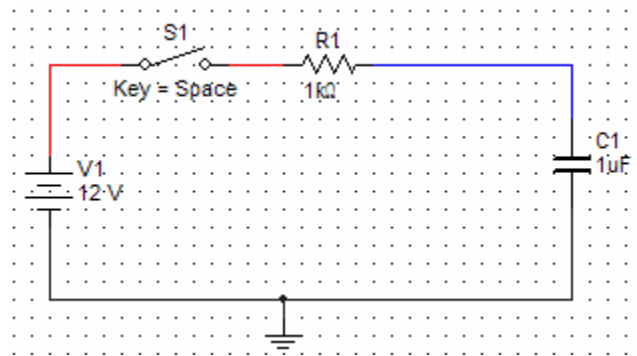 S1
Key = Space
R1
1kΩ
V1
12 V
C1
1uF